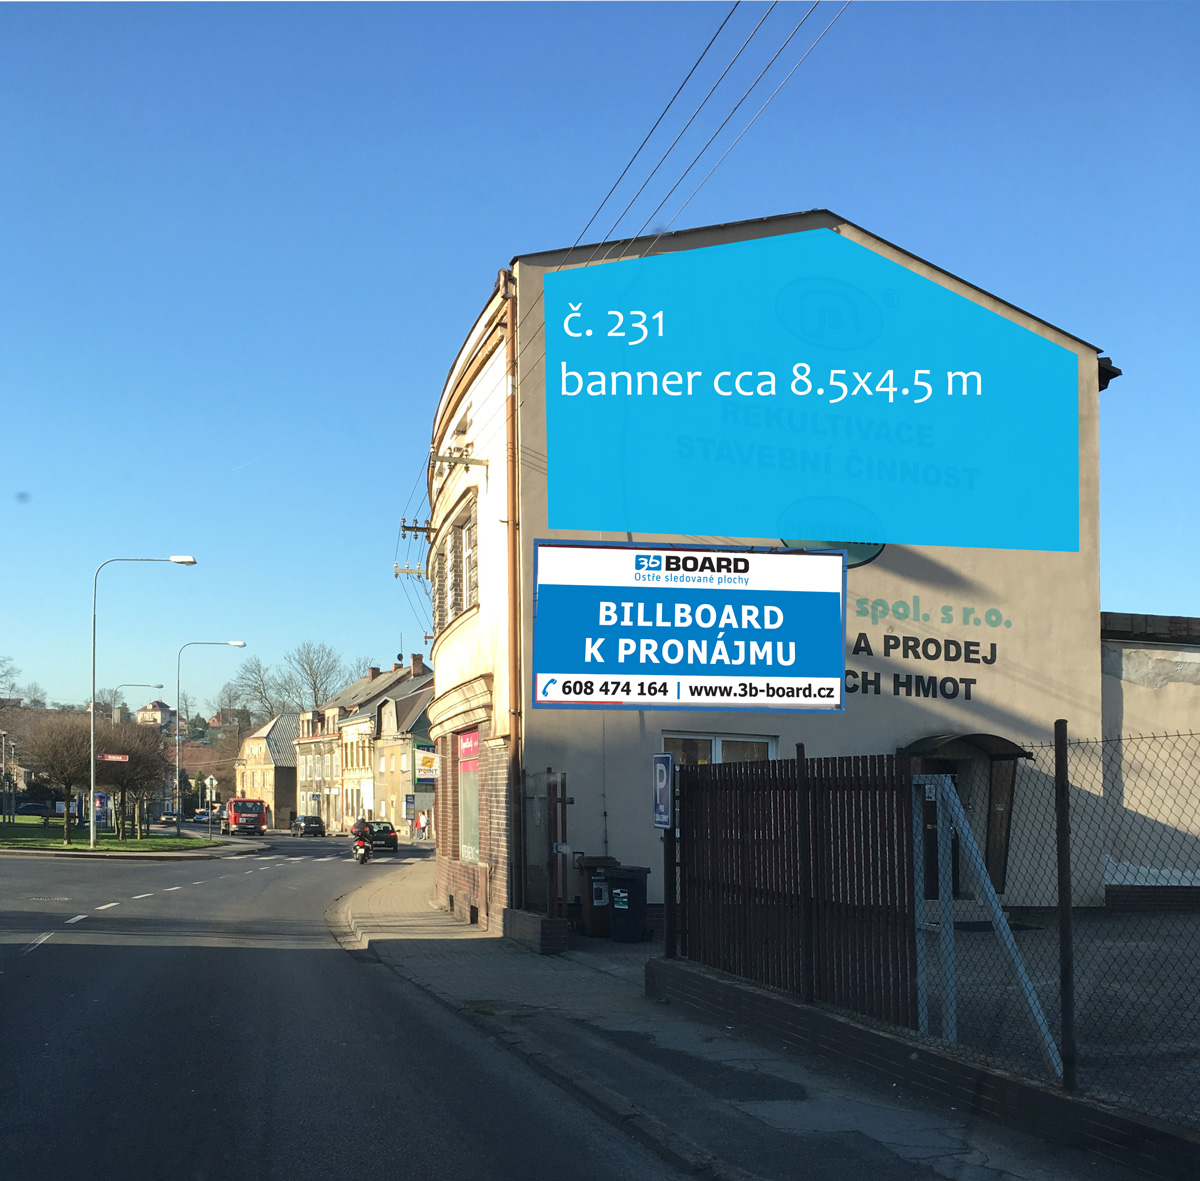 č. 231
banner cca 8.5x4.5 m
REKULTIVACE
STAVEBNÍ ČINNOST
3b BOARD
Ostře sledované plochy
BILLBOARD
K PRONÁJMU
608 474 164 | www.3b-board.cz
spol. s r.o.
A PRODEJ
CH HMOT
POINT
P